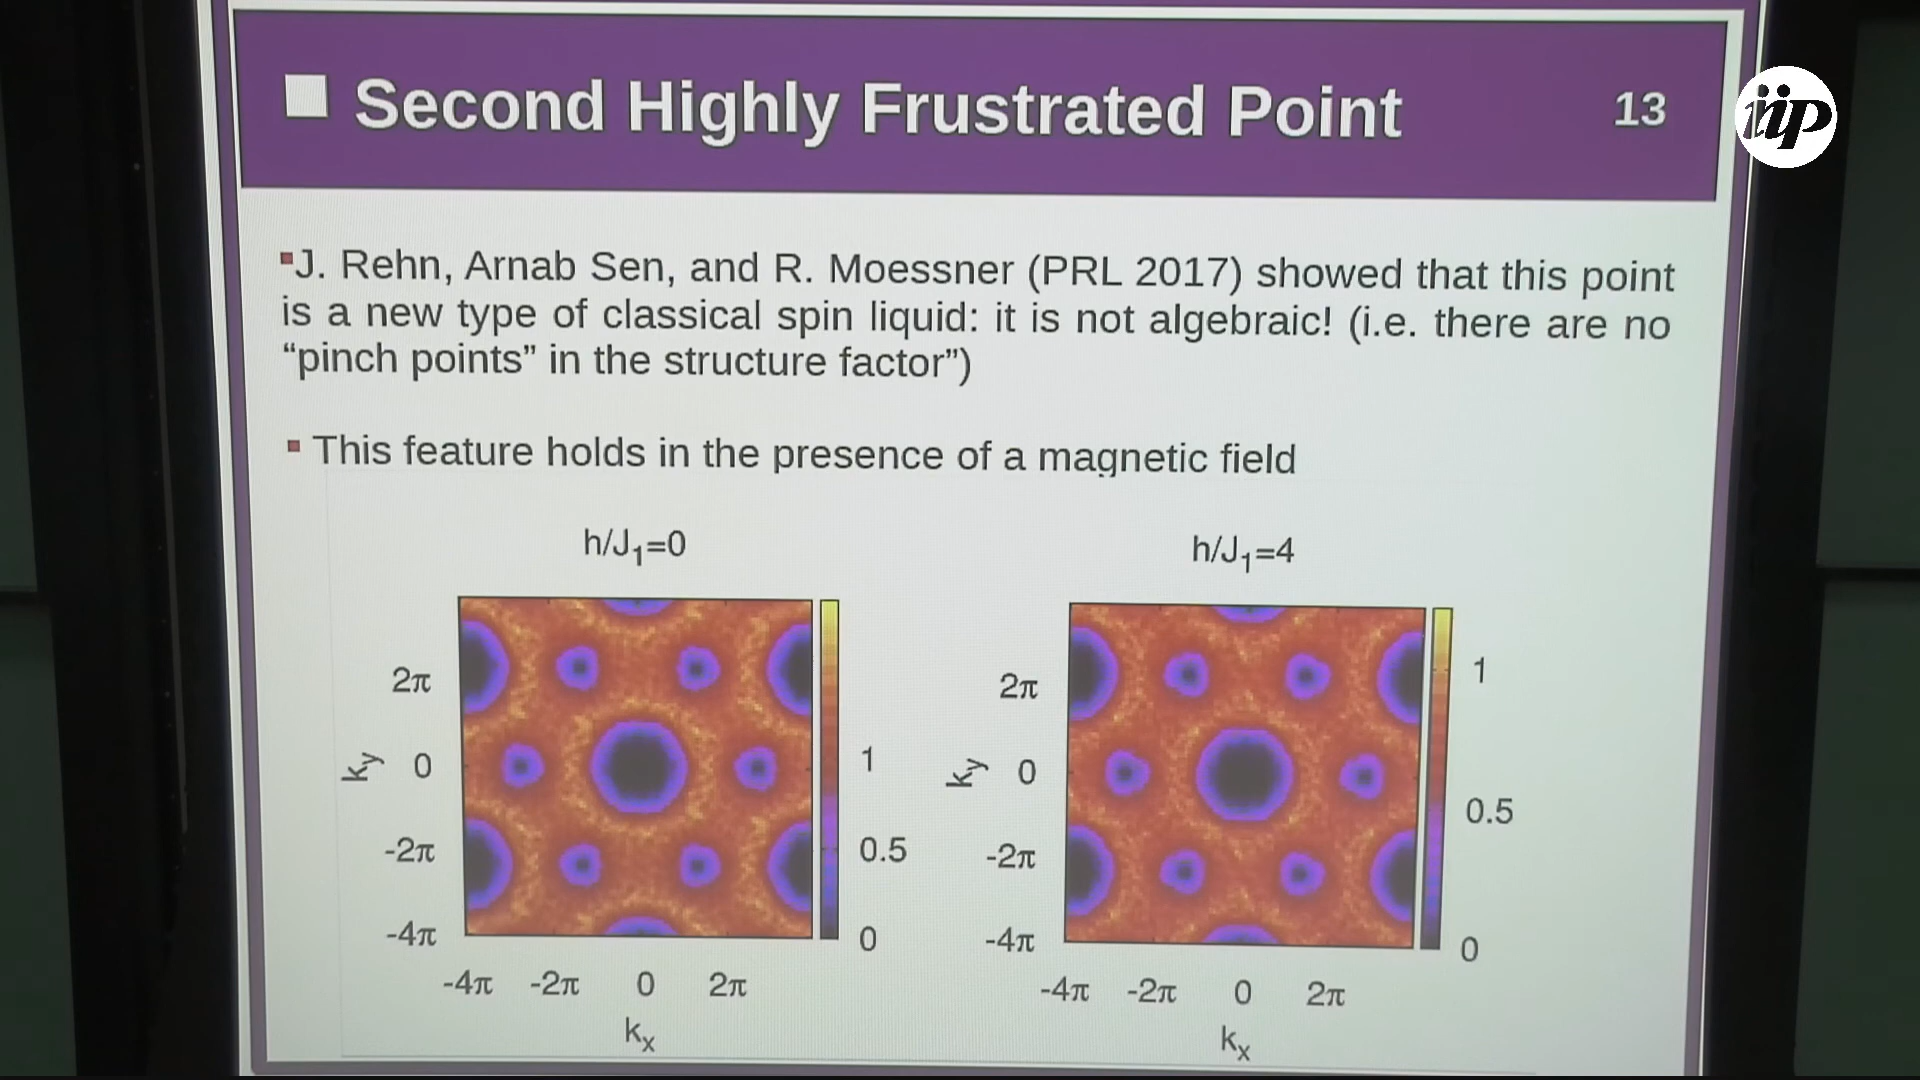 Second Highly Frustrated Point
13
iip
J. Rehn, Arnab Sen, and R. Moessner (PRL 2017) showed that this point
is a new type of classical spin liquid: it is not algebraic! (i.e. there are no
“pinch points” in the structure factor”)
This feature holds in the presence of a magnetic field
h/J1=0
h/J1=4
2π
0
-2π
-4π
ky
-4π -2π 0 2π
kx
1
0.5
0
2π
0
-2π
-4π
ky
-4π -2π 0 2π
kx
1
0.5
0